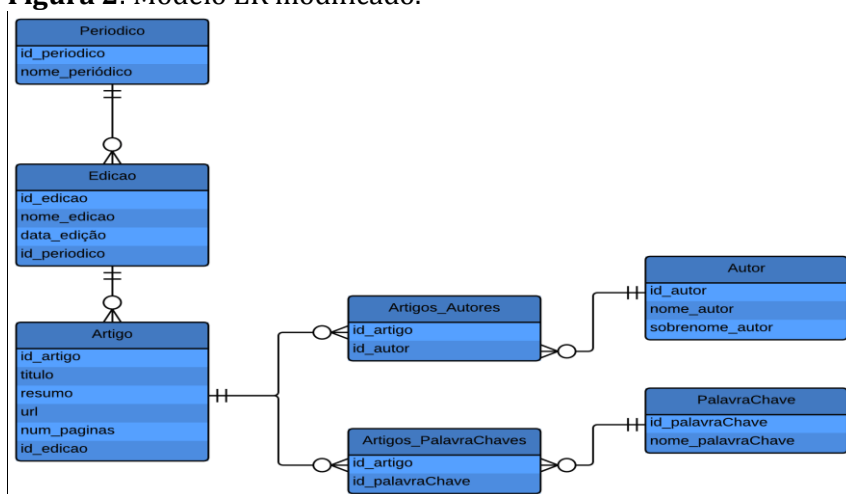 Figura 2: Modelo ER modificado.
Periodico
id_periodico
nome_periódico
Edicao
id_edicao
nome_edicao
data_edição
id_periodico
Artigo
id_artigo
titulo
resumo
url
num_paginas
id_edicao
Artigos_Autores
id_artigo
id_autor
Autor
id_autor
nome_autor
sobrenome_autor
Artigos_PalavraChaves
id_artigo
id_palavraChave
PalavraChave
id_palavraChave
nome_palavraChave